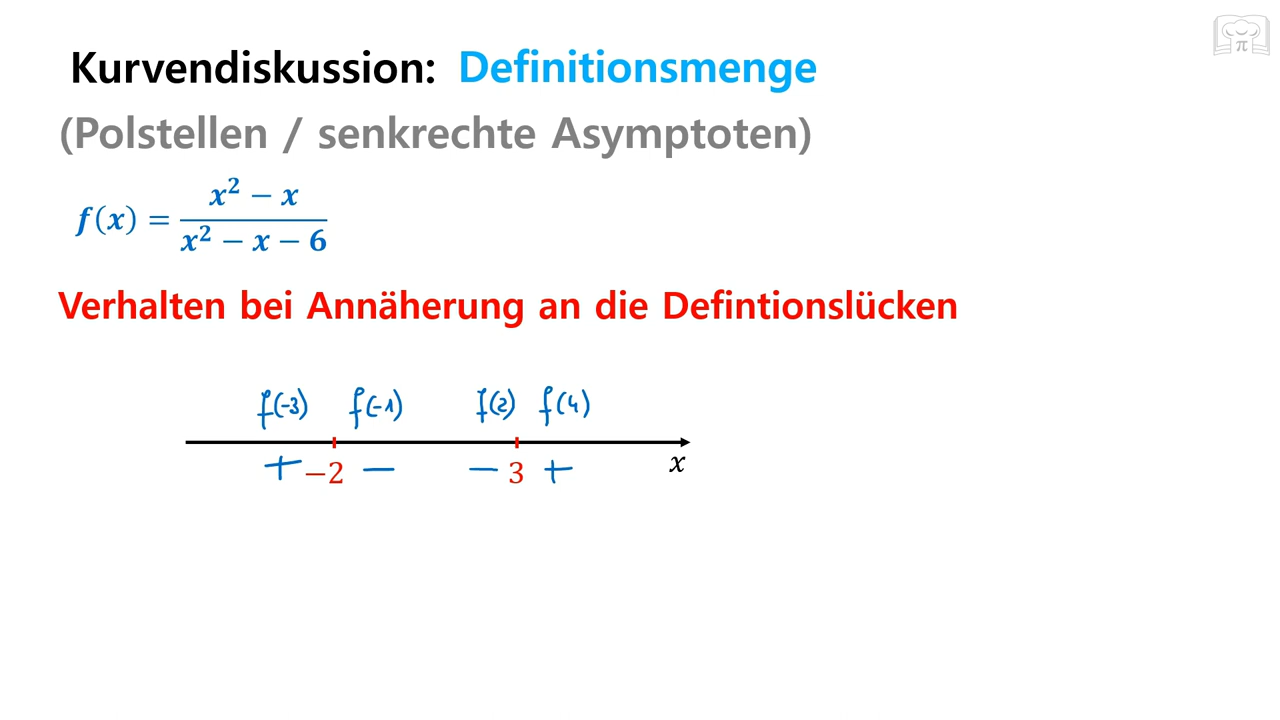 Kurvendiskussion: Definitionsmenge
(Polstellen / senkrechte Asymptoten)
f(x) = (x² − x)/(x² − x − 6)
Verhalten bei Annäherung an die Defintionslücken
f(-3) f(-1) f(2) f(4)
+ −2 − − 3 + x
π